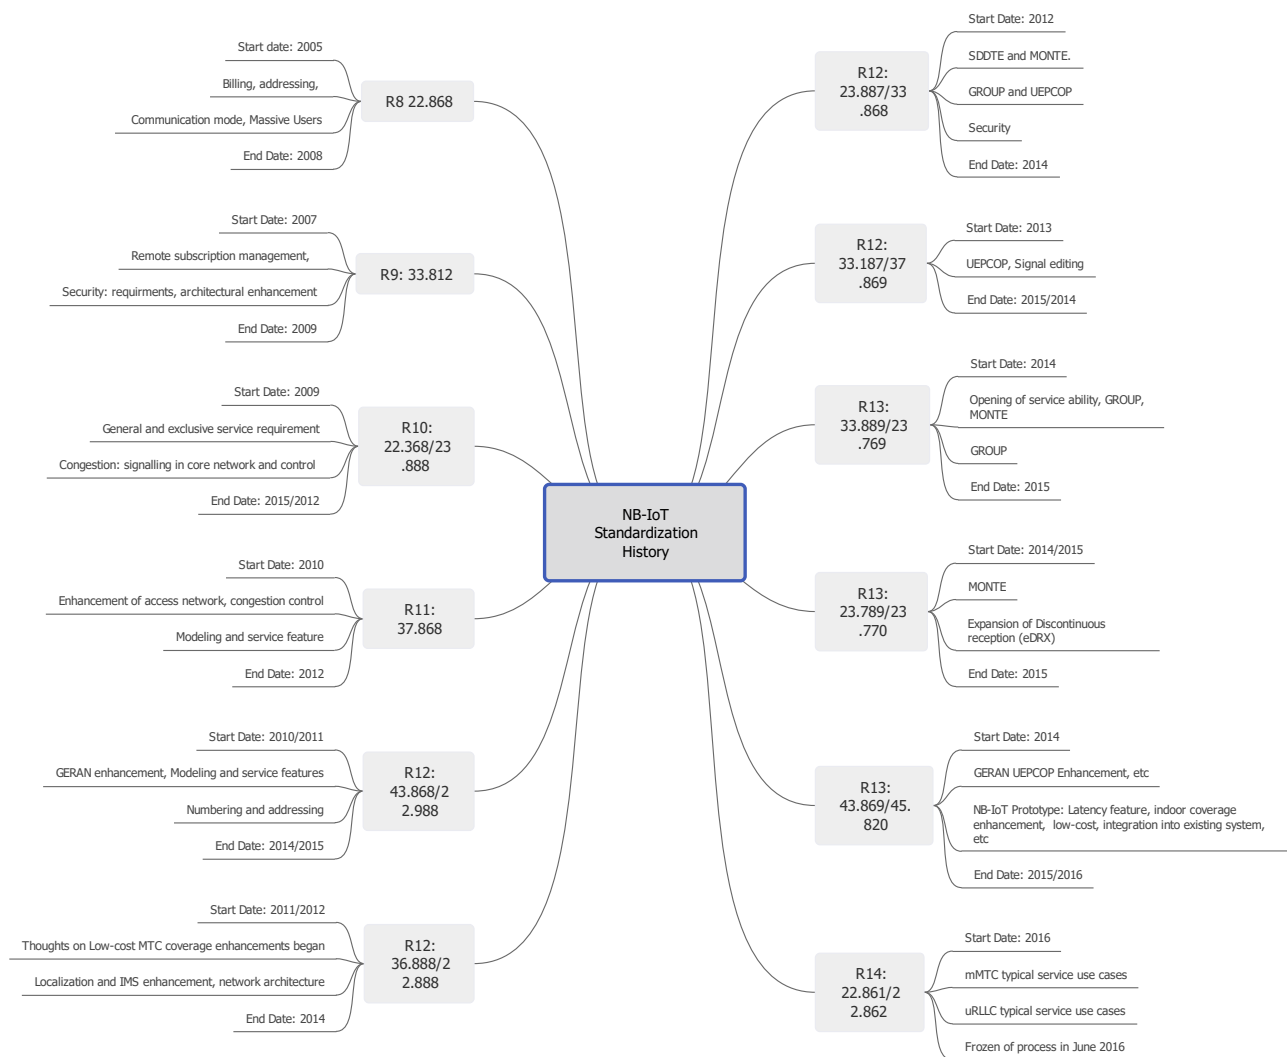 NB-IoT
Standardization
History
R8 22.868
Start date: 2005
Billing, addressing,
Communication mode, Massive Users
End Date: 2008
R9: 33.812
Start Date: 2007
Remote subscription management,
Security: requirments, architectural enhancement
End Date: 2009
R10:
22.368/23
.888
Start Date: 2009
General and exclusive service requirement
Congestion: signalling in core network and control
End Date: 2015/2012
R11:
37.868
Start Date: 2010
Enhancement of access network, congestion control
Modeling and service feature
End Date: 2012
R12:
43.868/2
2.988
Start Date: 2010/2011
GERAN enhancement, Modeling and service features
Numbering and addressing
End Date: 2014/2015
R12:
36.888/2
2.888
Start Date: 2011/2012
Thoughts on Low-cost MTC coverage enhancements began
Localization and IMS enhancement, network architecture
End Date: 2014
R12:
23.887/33
.868
Start Date: 2012
SDDTE and MONTE.
GROUP and UEPCOP
Security
End Date: 2014
R12:
33.187/37
.869
Start Date: 2013
UEPCOP, Signal editing
End Date: 2015/2014
R13:
33.889/23
.769
Start Date: 2014
Opening of service ability, GROUP,
MONTE
GROUP
End Date: 2015
R13:
23.789/23
.770
Start Date: 2014/2015
MONTE
Expansion of Discontinuous
reception (eDRX)
End Date: 2015
R13:
43.869/45.
820
Start Date: 2014
GERAN UEPCOP Enhancement, etc
NB-IoT Prototype: Latency feature, indoor coverage
enhancement, low-cost, integration into existing system,
etc
End Date: 2015/2016
R14:
22.861/2
2.862
Start Date: 2016
mMTC typical service use cases
uRLLC typical service use cases
Frozen of process in June 2016